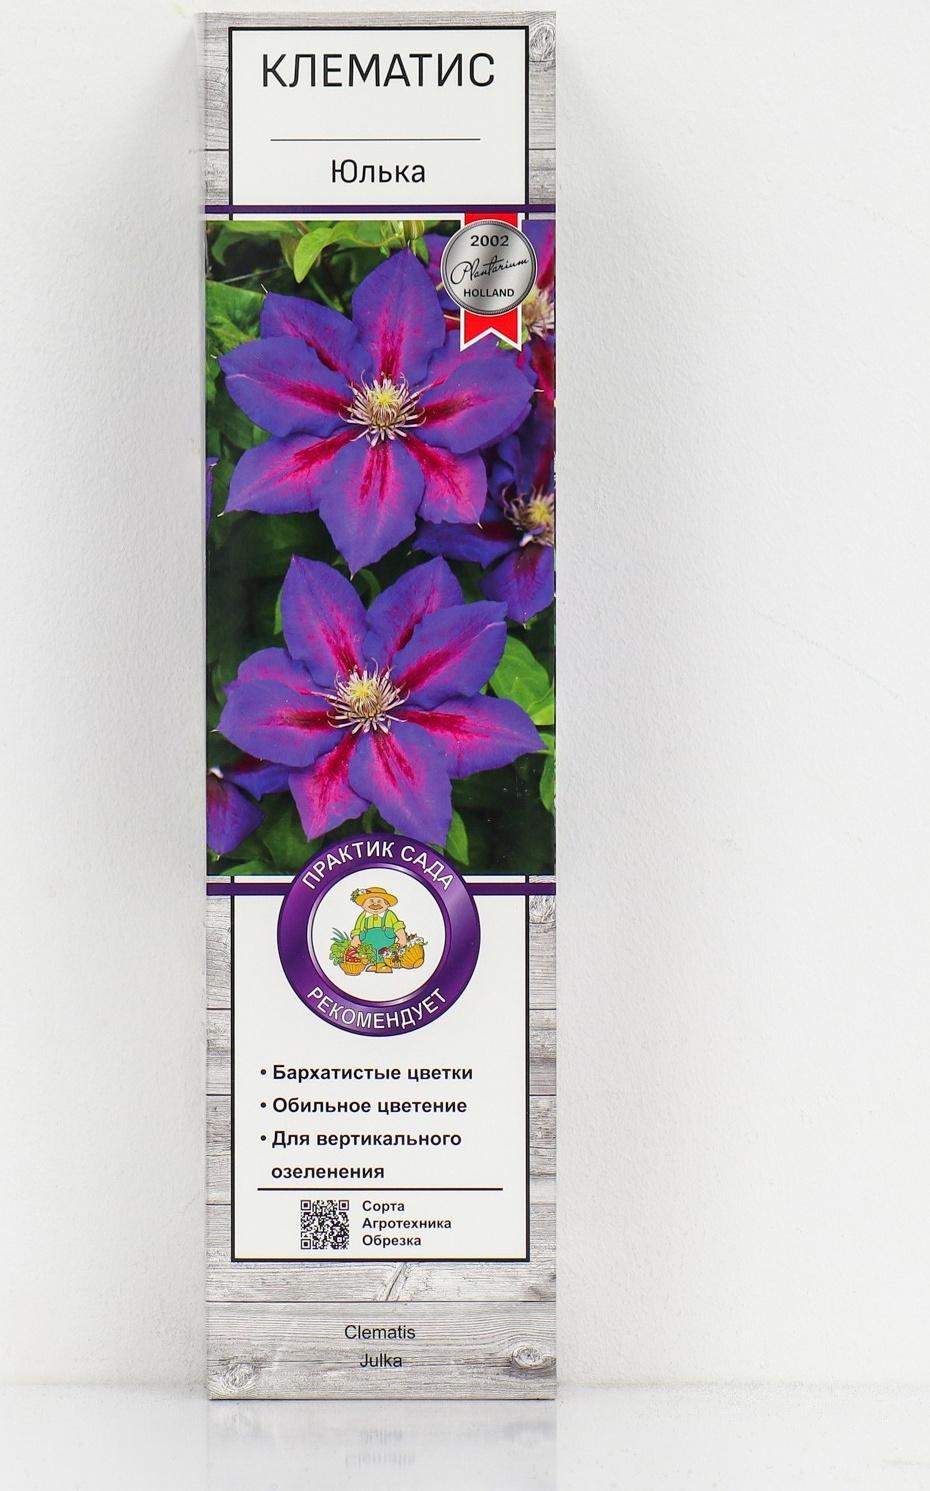 КЛЕМАТИС
Юлька
2002
Plantarium
HOLLAND
ПРАКТИК САДА
РЕКОМЕНДУЕТ
• Бархатистые цветки
• Обильное цветение
• Для вертикального
озеленения
Сорта
Агротехника
Обрезка
Clematis
Julka